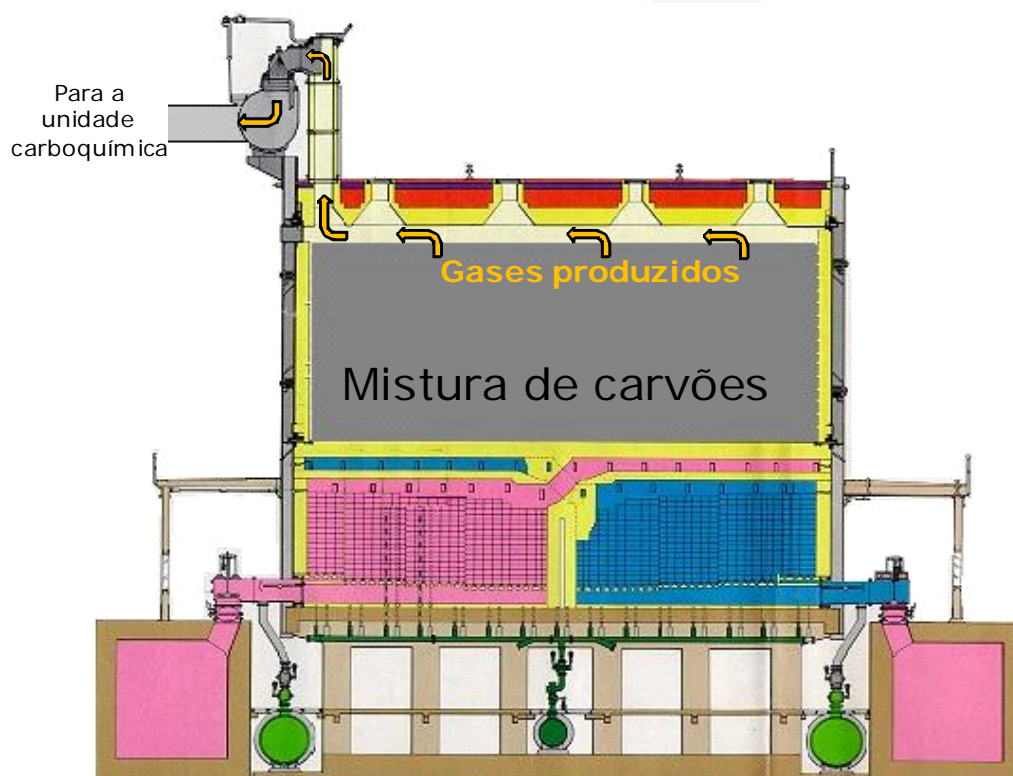 Para a
unidade
carboquímica
Gases produzidos
Mistura de carvões